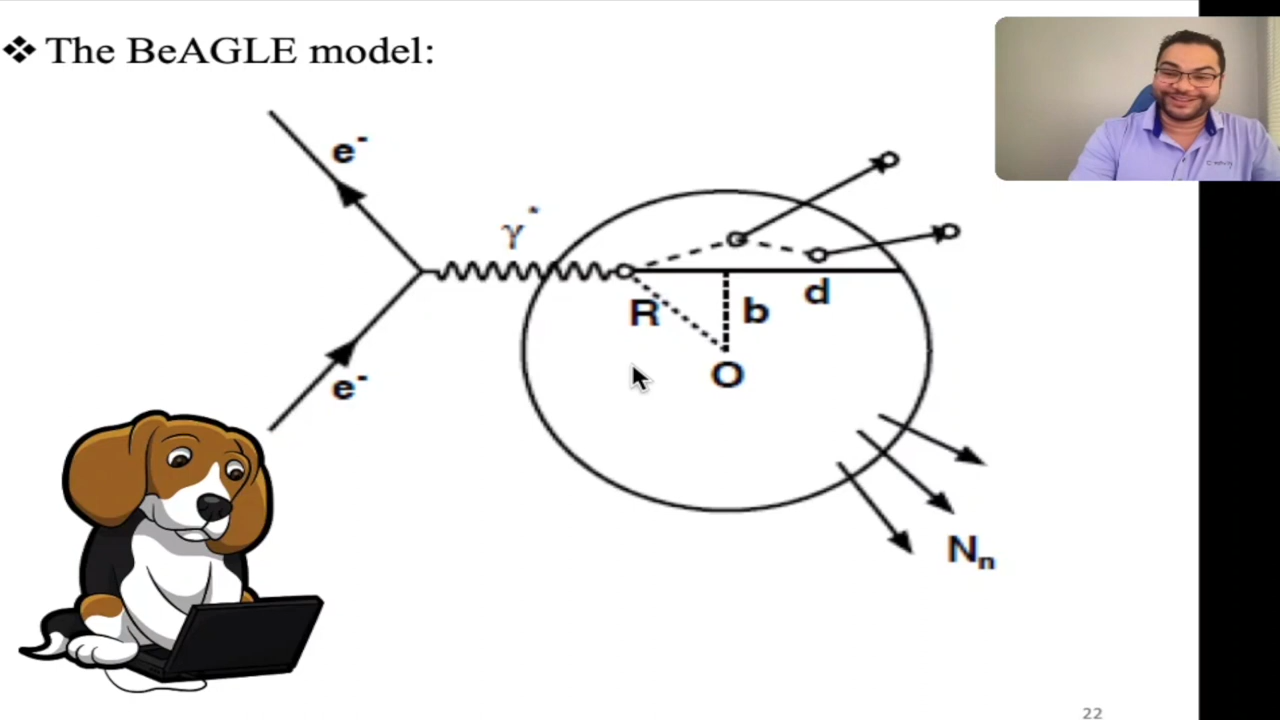 ❖ The BeAGLE model:
e⁻
γ*
d
R
b
O
e⁻
Nₙ
22